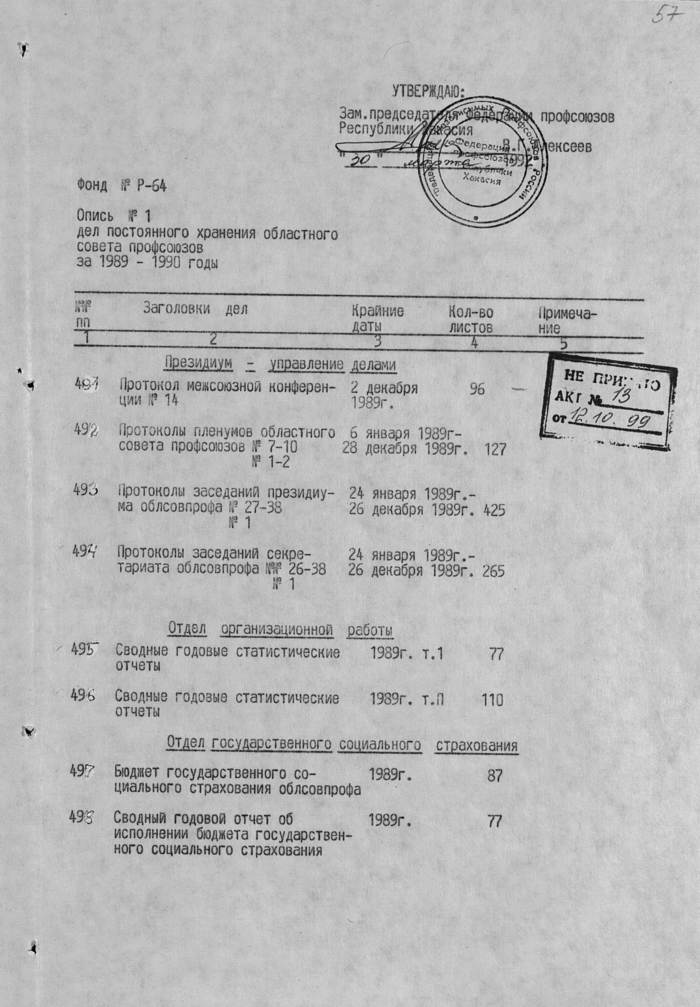 57
УТВЕРЖДАЮ:
Зам.председателя Федерации профсоюзов
Республики Хакасия
В.Г. Алексеев
"30" марта 1992
Федерация
профсоюзов
Республики
Хакасия
Фонд № Р-64
Опись № 1
дел постоянного хранения областного
совета профсоюзов
за 1989 - 1990 годы
№№ пп Заголовки дел Крайние даты Кол-во листов Примеча-ние
1 2 3 4 5
Президиум - управление делами
491 Протокол межсоюзной конферен- 2 декабря 96 —
ции № 14 1989г.
НЕ ПРИНЯТО
АКТ № 13
от 12.10.99
492 Протоколы пленумов областного 6 января 1989г-
совета профсоюзов № 7-10 28 декабря 1989г. 127
№ 1-2
493 Протоколы заседаний президиу- 24 января 1989г.-
ма облсовпрофа № 27-38 26 декабря 1989г. 425
№ 1
494 Протоколы заседаний секре- 24 января 1989г.-
тариата облсовпрофа №№ 26-38 26 декабря 1989г. 265
№ 1
Отдел организационной работы
495 Сводные годовые статистические 1989г. т.1 77
отчеты
496 Сводные годовые статистические 1989г. т.П 110
отчеты
Отдел государственного социального страхования
497 Бюджет государственного со- 1989г. 87
циального страхования облсовпрофа
498 Сводный годовой отчет об 1989г. 77
исполнении бюджета государствен-
ного социального страхования